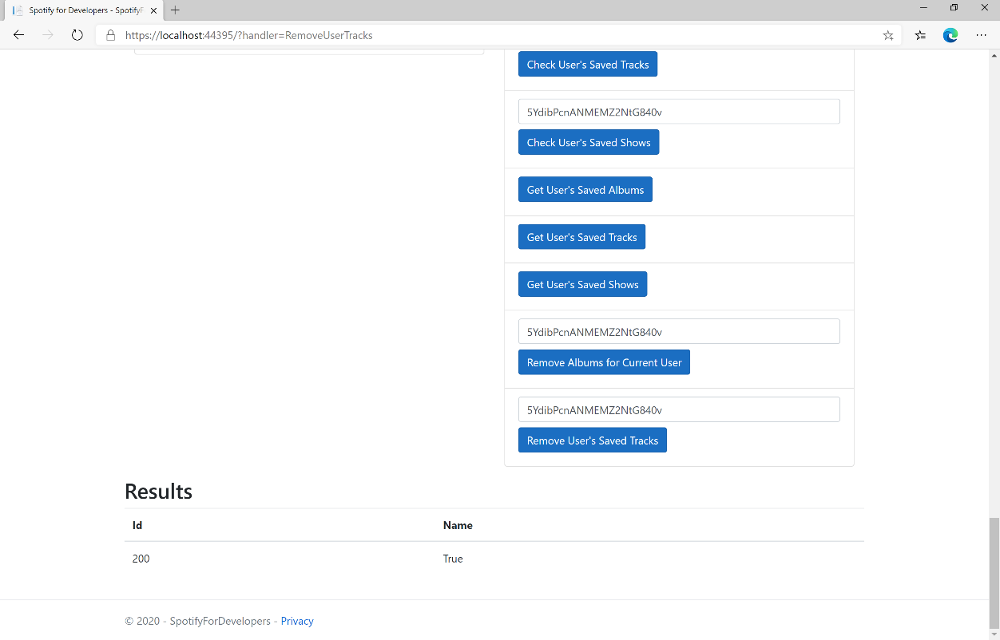 Spotify for Developers - SpotifyF
https://localhost:44395/?handler=RemoveUserTracks
Check User's Saved Tracks
5YdibPcnANMEMZ2NtG840v
Check User's Saved Shows
Get User's Saved Albums
Get User's Saved Tracks
Get User's Saved Shows
5YdibPcnANMEMZ2NtG840v
Remove Albums for Current User
5YdibPcnANMEMZ2NtG840v
Remove User's Saved Tracks
Results
Id Name
200 True
© 2020 - SpotifyForDevelopers - Privacy